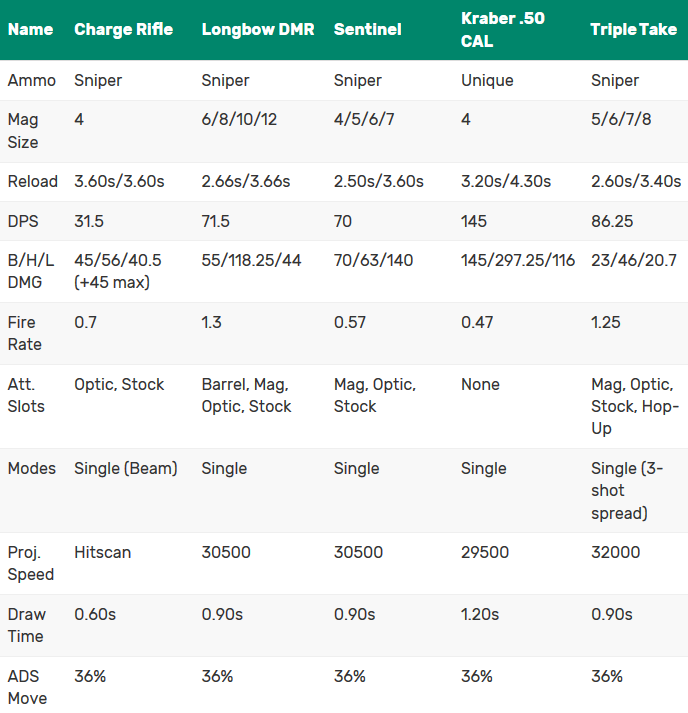 Name Charge Rifle Longbow DMR Sentinel Kraber .50 CAL Triple Take
Ammo Sniper Sniper Sniper Unique Sniper
Mag Size 4 6/8/10/12 4/5/6/7 4 5/6/7/8
Reload 3.60s/3.60s 2.66s/3.66s 2.50s/3.60s 3.20s/4.30s 2.60s/3.40s
DPS 31.5 71.5 70 145 86.25
B/H/L DMG 45/56/40.5 (+45 max) 55/118.25/44 70/63/140 145/297.25/116 23/46/20.7
Fire Rate 0.7 1.3 0.57 0.47 1.25
Att. Slots Optic, Stock Barrel, Mag, Optic, Stock Mag, Optic, Stock None Mag, Optic, Stock, Hop-Up
Modes Single (Beam) Single Single Single Single (3-shot spread)
Proj. Speed Hitscan 30500 30500 29500 32000
Draw Time 0.60s 0.90s 0.90s 1.20s 0.90s
ADS Move 36% 36% 36% 36% 36%